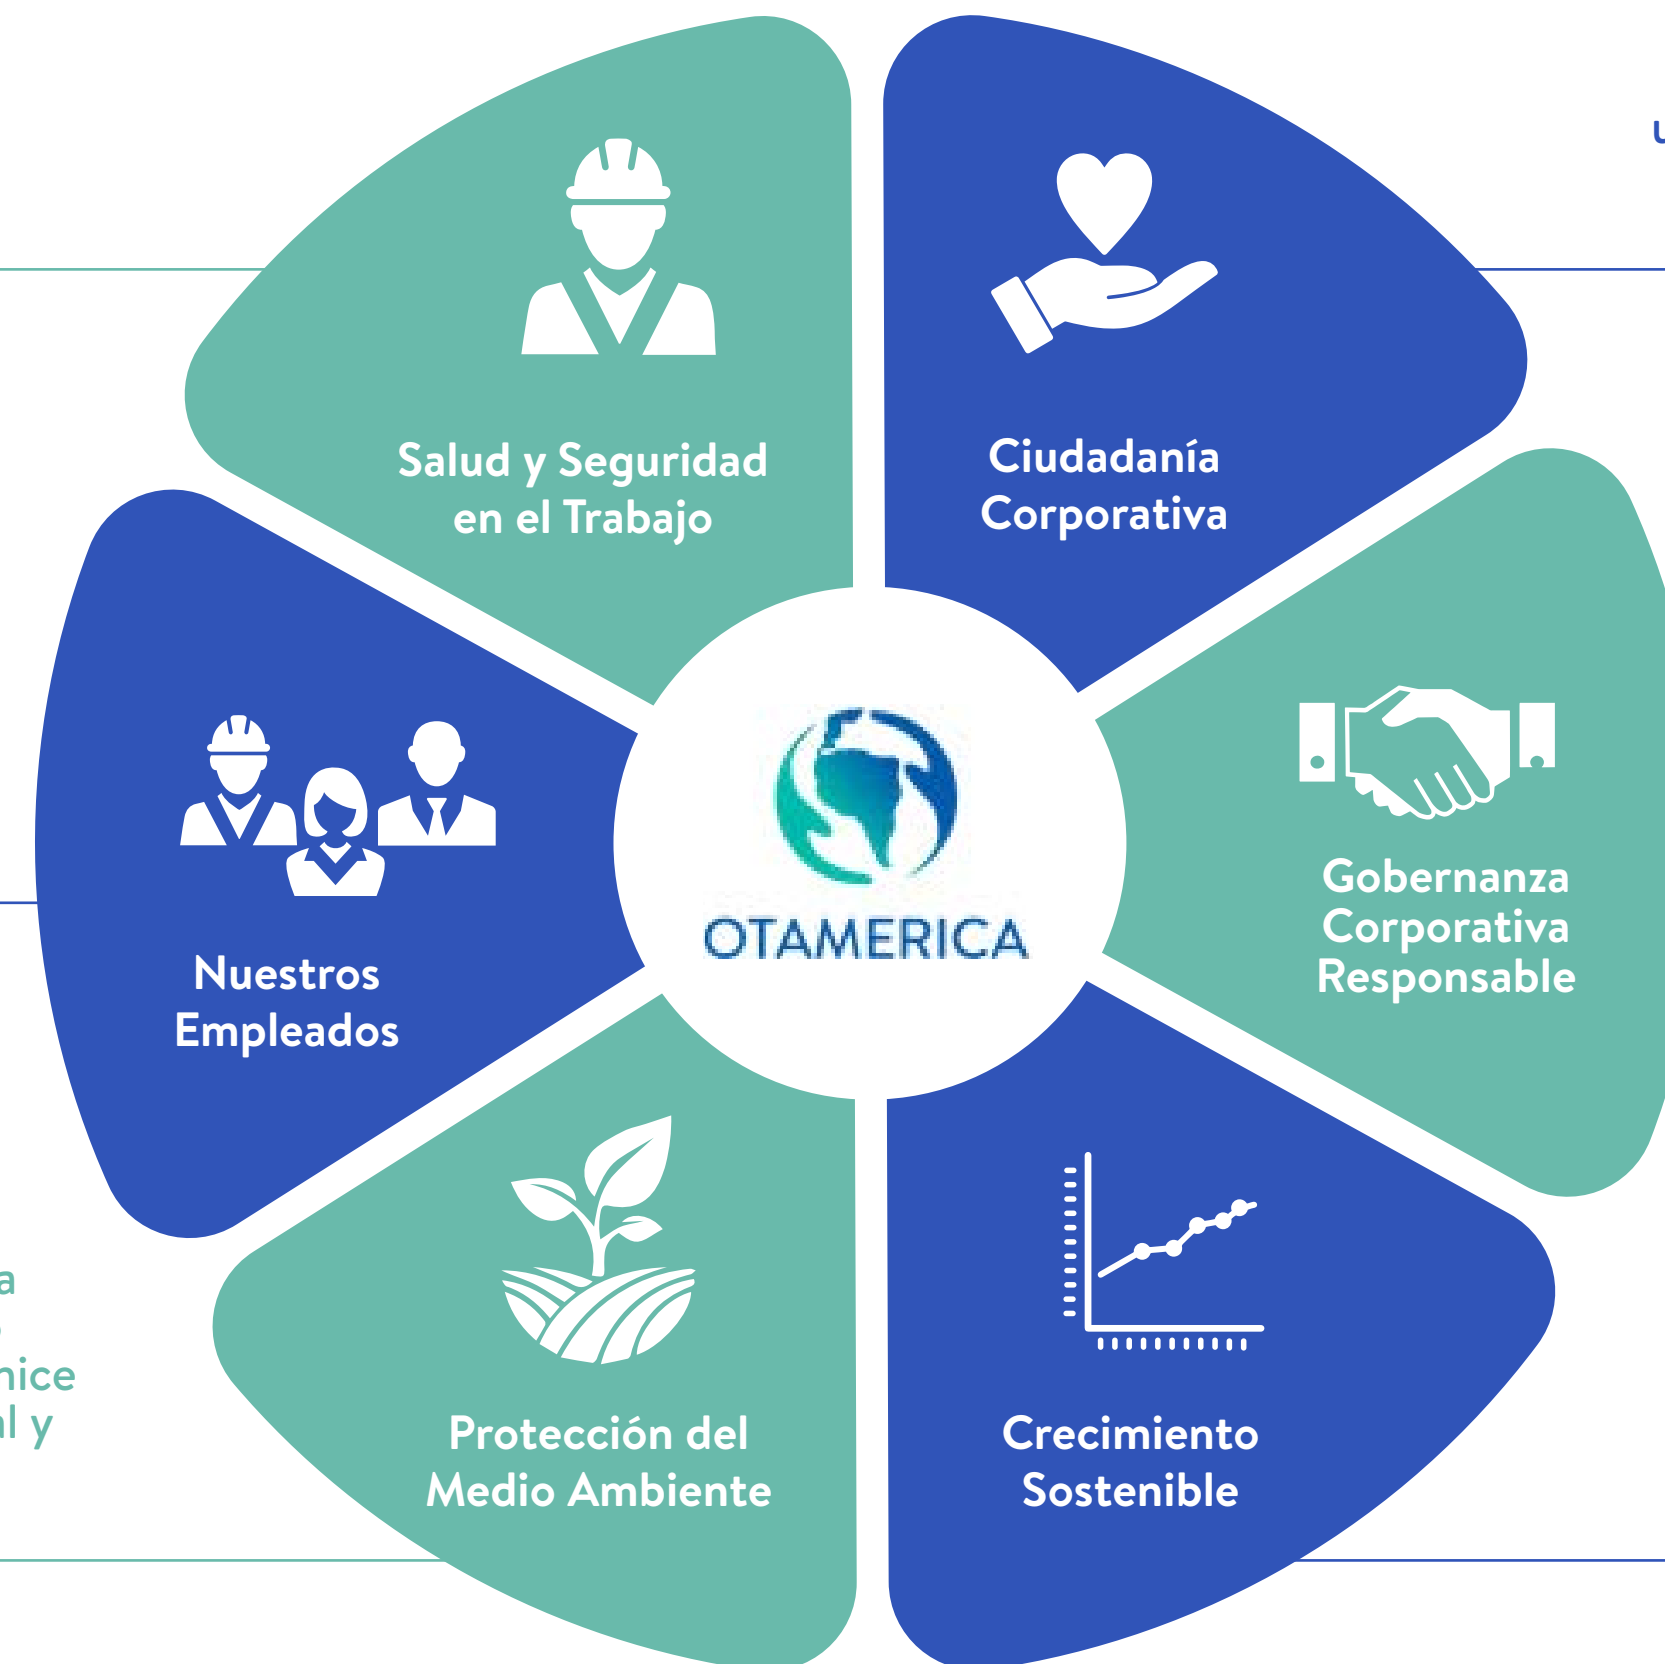 Salud y Seguridad
en el Trabajo
Ciudadanía
Corporativa
Nuestros
Empleados
OTAMERICA
Gobernanza
Corporativa
Responsable
Protección del
Medio Ambiente
Crecimiento
Sostenible